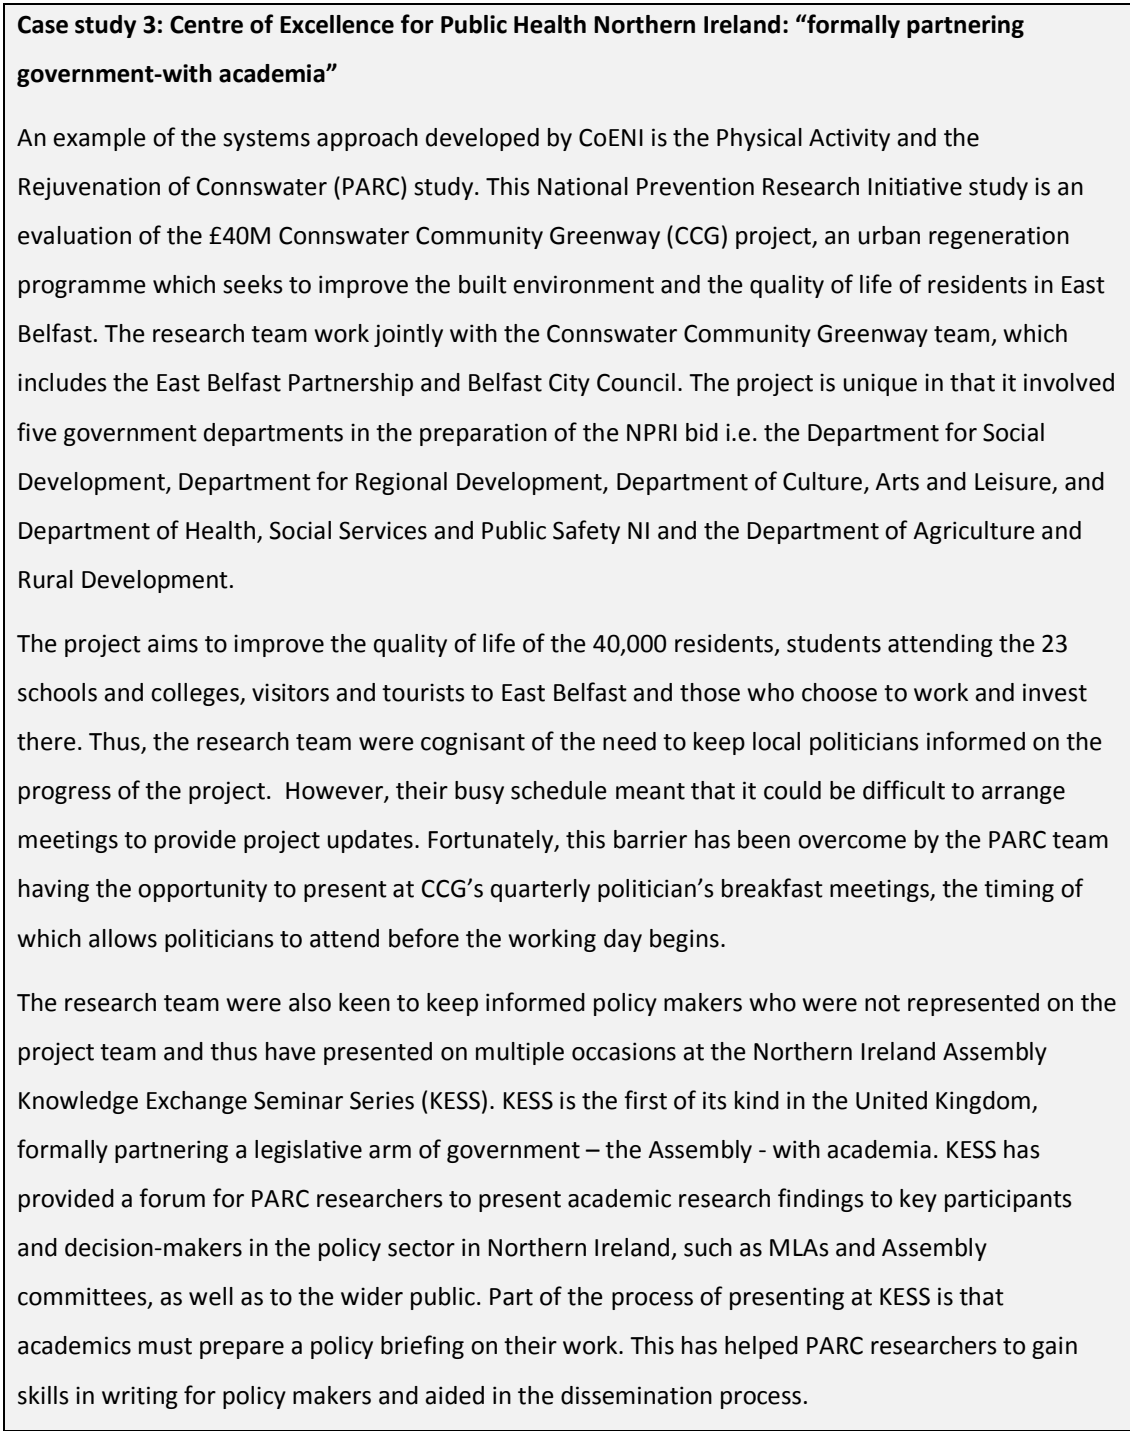 Case study 3: Centre of Excellence for Public Health Northern Ireland: “formally partnering
government-with academia”
An example of the systems approach developed by CoENI is the Physical Activity and the
Rejuvenation of Connswater (PARC) study. This National Prevention Research Initiative study is an
evaluation of the £40M Connswater Community Greenway (CCG) project, an urban regeneration
programme which seeks to improve the built environment and the quality of life of residents in East
Belfast. The research team work jointly with the Connswater Community Greenway team, which
includes the East Belfast Partnership and Belfast City Council. The project is unique in that it involved
five government departments in the preparation of the NPRI bid i.e. the Department for Social
Development, Department for Regional Development, Department of Culture, Arts and Leisure, and
Department of Health, Social Services and Public Safety NI and the Department of Agriculture and
Rural Development.
The project aims to improve the quality of life of the 40,000 residents, students attending the 23
schools and colleges, visitors and tourists to East Belfast and those who choose to work and invest
there. Thus, the research team were cognisant of the need to keep local politicians informed on the
progress of the project.  However, their busy schedule meant that it could be difficult to arrange
meetings to provide project updates. Fortunately, this barrier has been overcome by the PARC team
having the opportunity to present at CCG’s quarterly politician’s breakfast meetings, the timing of
which allows politicians to attend before the working day begins.
The research team were also keen to keep informed policy makers who were not represented on the
project team and thus have presented on multiple occasions at the Northern Ireland Assembly
Knowledge Exchange Seminar Series (KESS). KESS is the first of its kind in the United Kingdom,
formally partnering a legislative arm of government – the Assembly - with academia. KESS has
provided a forum for PARC researchers to present academic research findings to key participants
and decision-makers in the policy sector in Northern Ireland, such as MLAs and Assembly
committees, as well as to the wider public. Part of the process of presenting at KESS is that
academics must prepare a policy briefing on their work. This has helped PARC researchers to gain
skills in writing for policy makers and aided in the dissemination process.